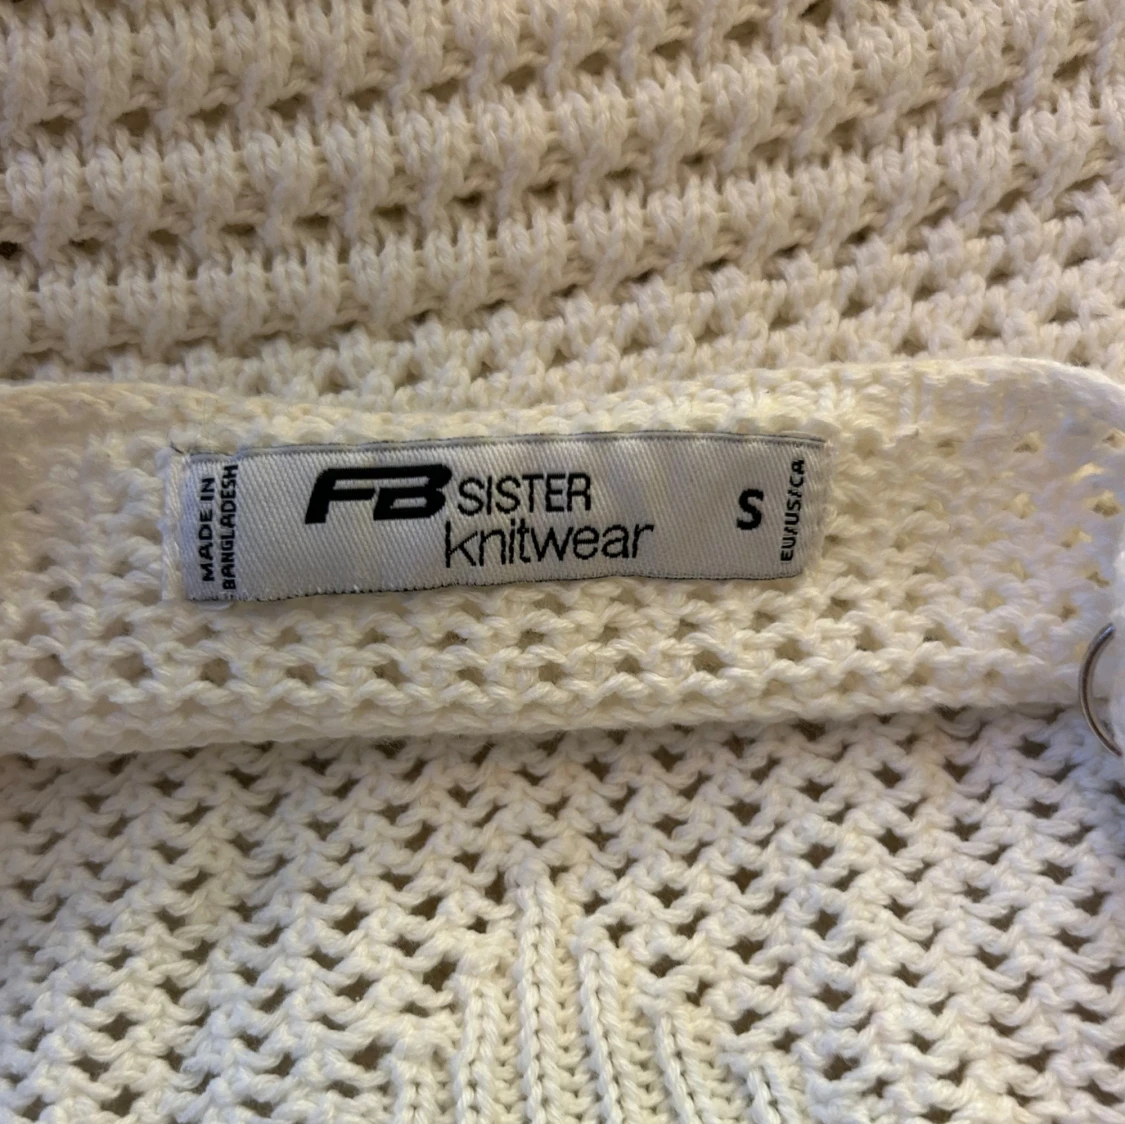 MADE IN
BANGLADESH
FB SISTER
knitwear
S
EU/US/CA